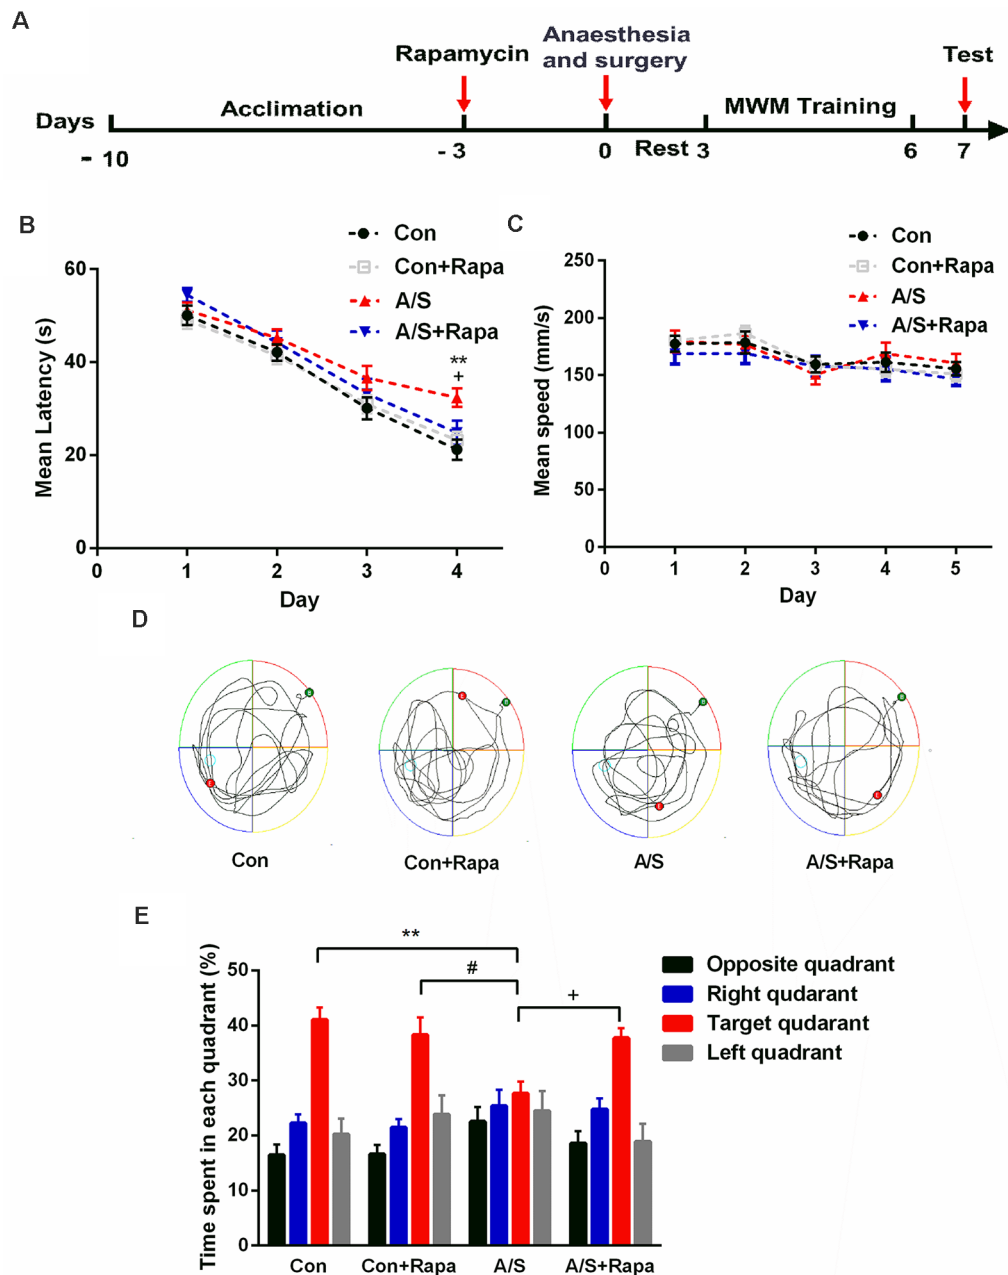 A
Rapamycin
Anaesthesia
and surgery
Test
Days
Acclimation
MWM Training
- 10
- 3
0
Rest
3
6
7
B
Con
Con+Rapa
A/S
A/S+Rapa
Mean Latency (s)
60
40
20
0
**
+
0
1
2
3
4
Day
C
Con
Con+Rapa
A/S
A/S+Rapa
Mean speed (mm/s)
250
200
150
100
50
0
0
1
2
3
4
5
Day
D
Con
Con+Rapa
A/S
A/S+Rapa
E
Time spent in each quadrant (%)
50
40
30
20
10
0
**
#
+
Opposite quadrant
Right qudarant
Target qudarant
Left quadrant
Con
Con+Rapa
A/S
A/S+Rapa